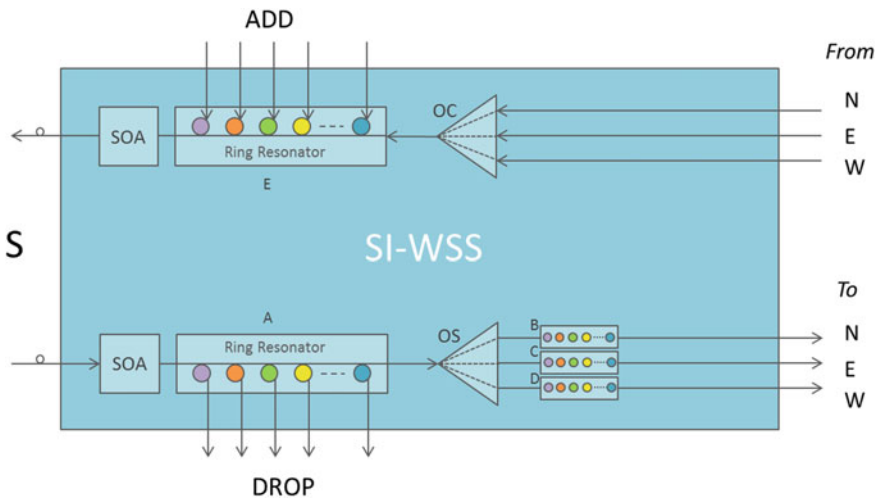 ADD
From
OC
N
SOA
E
Ring Resonator
W
E
S
SI-WSS
To
A
B
N
OS
Ring Resonator
SOA
C
E
D
W
DROP